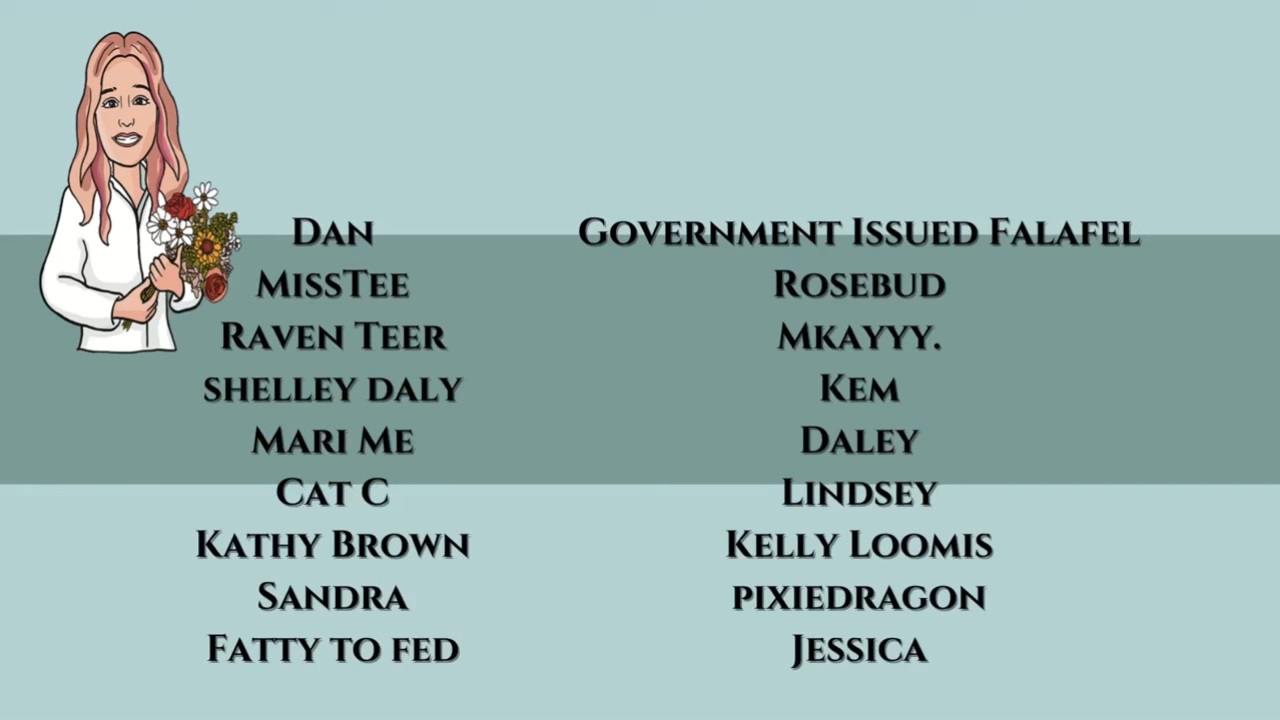 Dan
MissTee
Raven Teer
shelley daly
Mari Me
Cat C
Kathy Brown
Sandra
Fatty to fed
Government Issued Falafel
Rosebud
Mkayyy.
Kem
Daley
Lindsey
Kelly Loomis
pixiedragon
Jessica